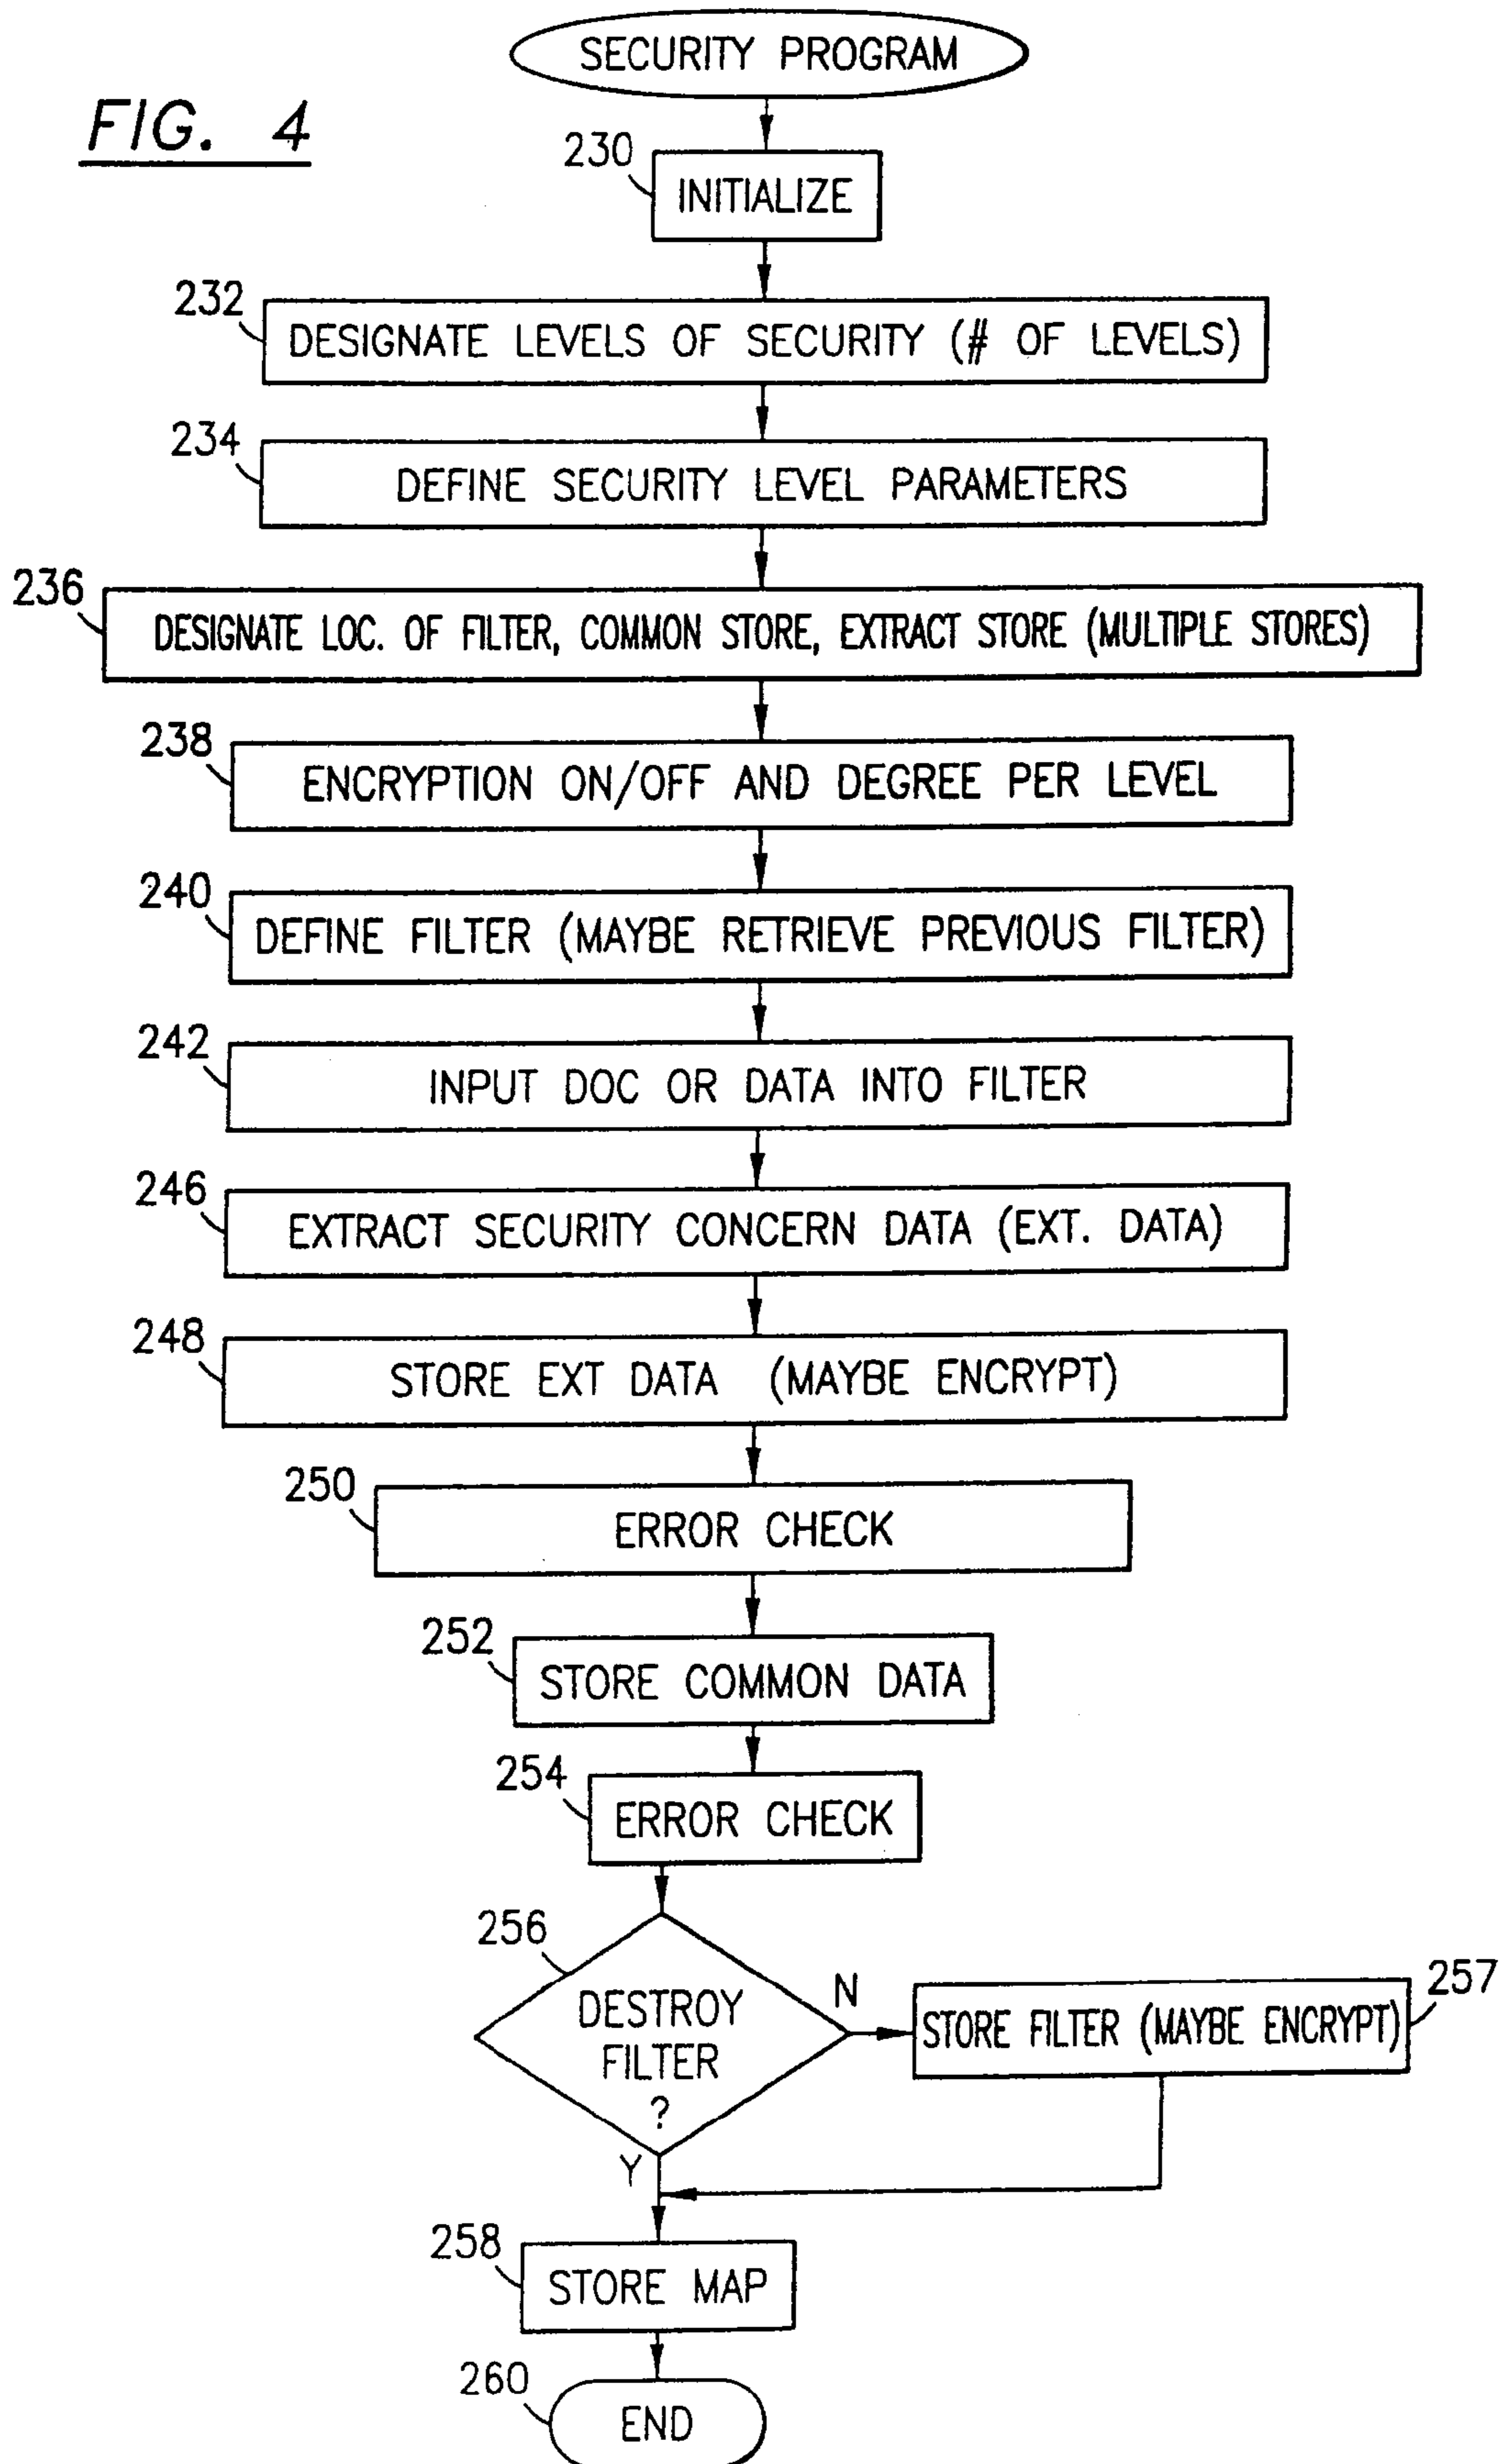 SECURITY PROGRAM
FIG. 4
230
INITIALIZE
232
DESIGNATE LEVELS OF SECURITY (# OF LEVELS)
234
DEFINE SECURITY LEVEL PARAMETERS
236
DESIGNATE LOC. OF FILTER, COMMON STORE, EXTRACT STORE (MULTIPLE STORES)
238
ENCRYPTION ON/OFF AND DEGREE PER LEVEL
240
DEFINE FILTER (MAYBE RETRIEVE PREVIOUS FILTER)
242
INPUT DOC OR DATA INTO FILTER
246
EXTRACT SECURITY CONCERN DATA (EXT. DATA)
248
STORE EXT DATA (MAYBE ENCRYPT)
250
ERROR CHECK
252
STORE COMMON DATA
254
ERROR CHECK
256
DESTROY
FILTER
?
N
257
STORE FILTER (MAYBE ENCRYPT)
Y
258
STORE MAP
260
END